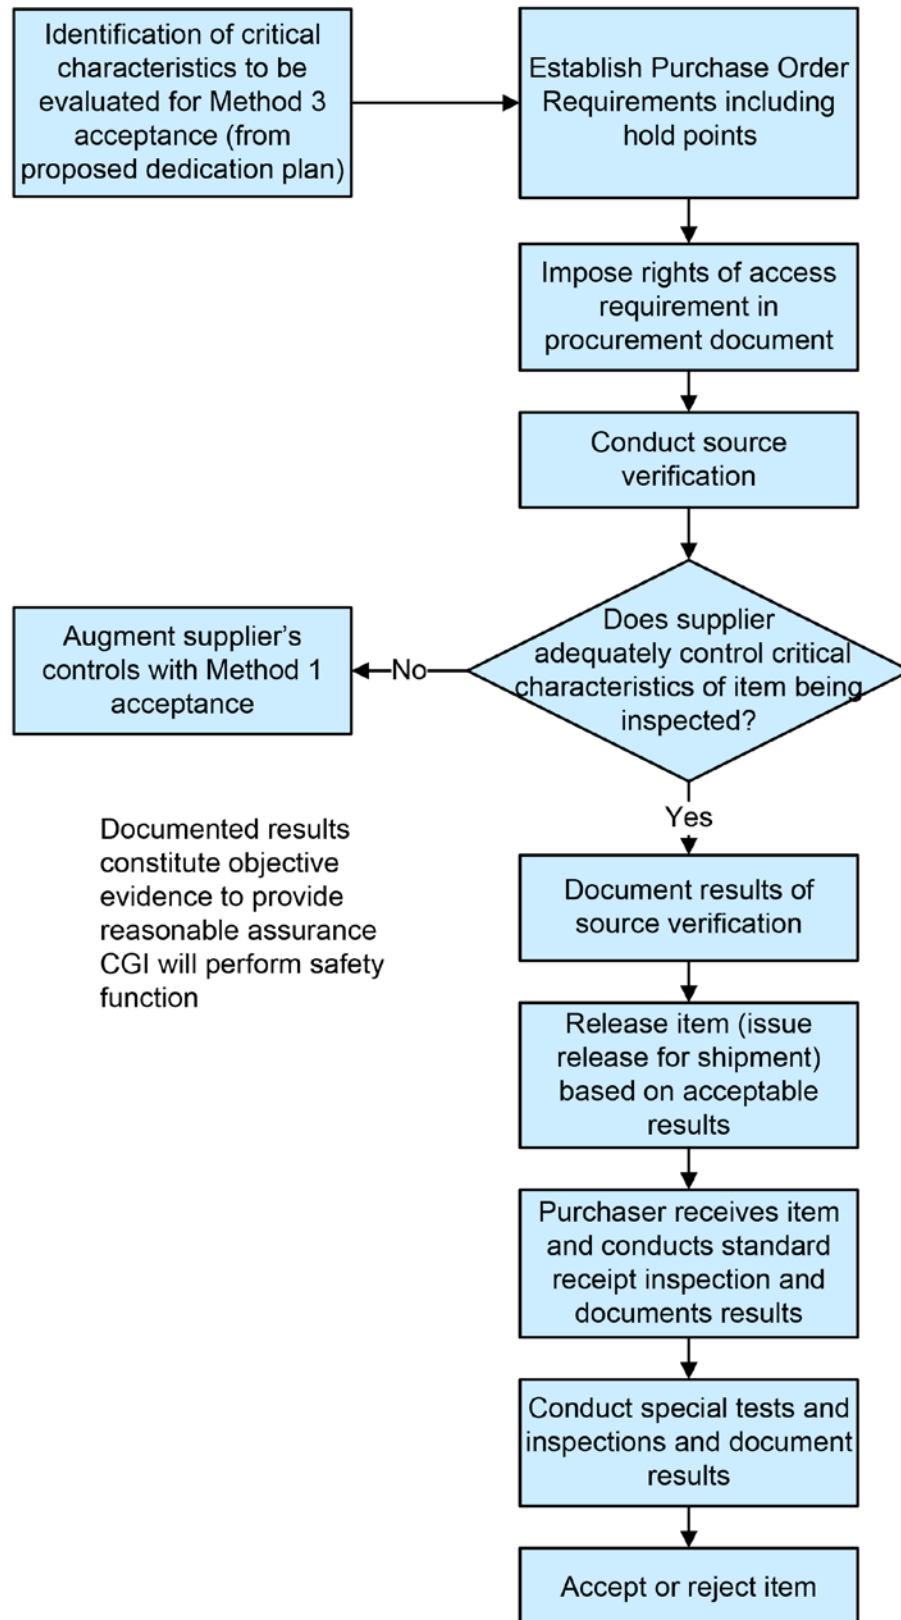 Identification of critical
characteristics to be
evaluated for Method 3
acceptance (from
proposed dedication plan)
Establish Purchase Order
Requirements including
hold points
Impose rights of access
requirement in
procurement document
Conduct source
verification
Does supplier
adequately control critical
characteristics of item being
inspected?
No
Augment supplier's
controls with Method 1
acceptance
Yes
Documented results
constitute objective
evidence to provide
reasonable assurance
CGI will perform safety
function
Document results of
source verification
Release item (issue
release for shipment)
based on acceptable
results
Purchaser receives item
and conducts standard
receipt inspection and
documents results
Conduct special tests and
inspections and document
results
Accept or reject item